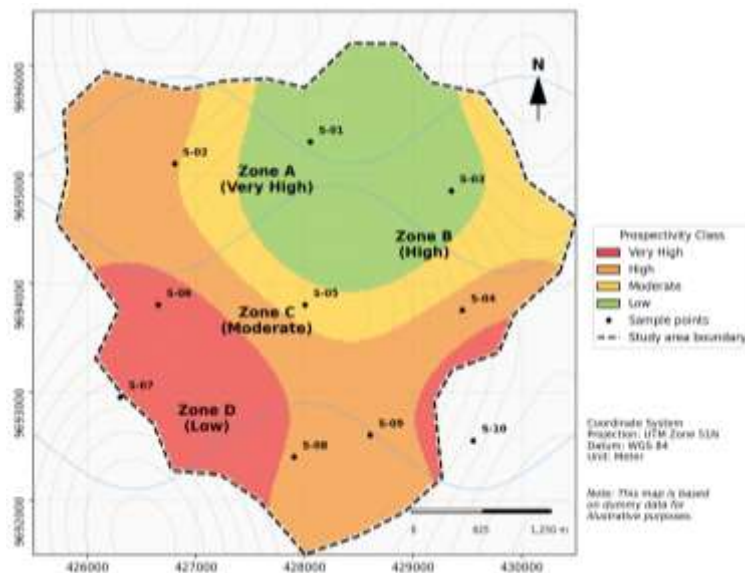 N
9696000
S-01
S-02
Zone A
(Very High)
S-03
9695000
Zone B
(High)
Prospectivity Class
Very High
High
Moderate
Low
Sample points
Study area boundary
S-06
S-05
S-04
9694000
Zone C
(Moderate)
S-07
9693000
Zone D
(Low)
S-09
S-10
S-08
Coordinate System
Projection: UTM Zone 51N
Datum: WGS 84
Unit: Meter
Note: This map is based
on dummy data for
illustrative purposes.
9692000
0 625 1,250 m
426000 427000 428000 429000 430000